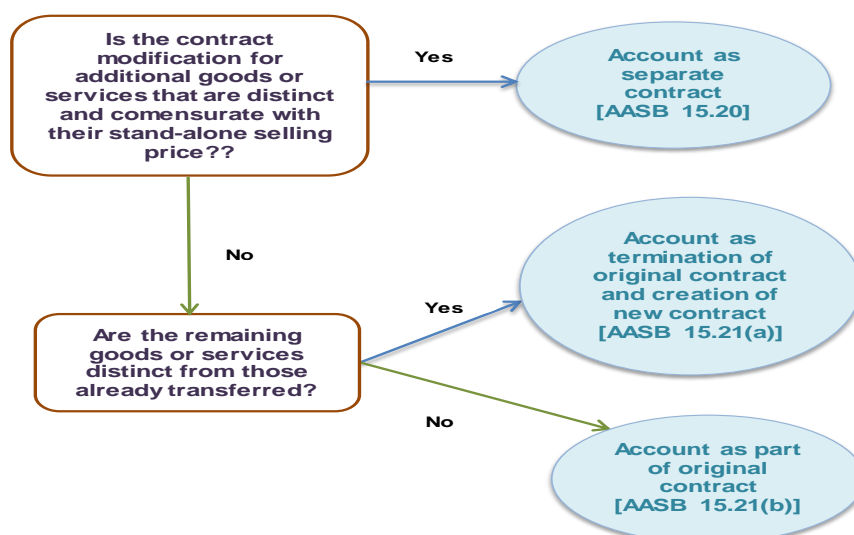 Is the contract
modification for
additional goods or
services that are distinct
and comensurate with
their stand-alone selling
price??
Yes
Account as
separate
contract
[AASB 15.20]
No
Are the remaining
goods or services
distinct from those
already transferred?
Yes
Account as
termination of
original contract
and creation of
new contract
[AASB 15.21(a)]
No
Account as part
of original
contract
[AASB 15.21(b)]